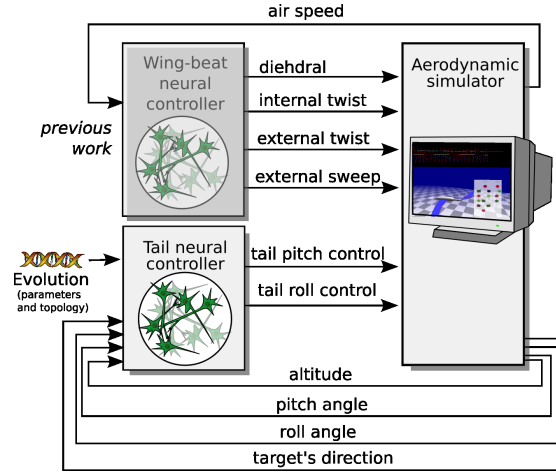 air speed
Wing-beat
neural
controller
previous
work
diehdral
internal twist
external twist
external sweep
Aerodynamic
simulator
Tail neural
controller
Evolution
(parameters
and topology)
tail pitch control
tail roll control
altitude
pitch angle
roll angle
target's direction